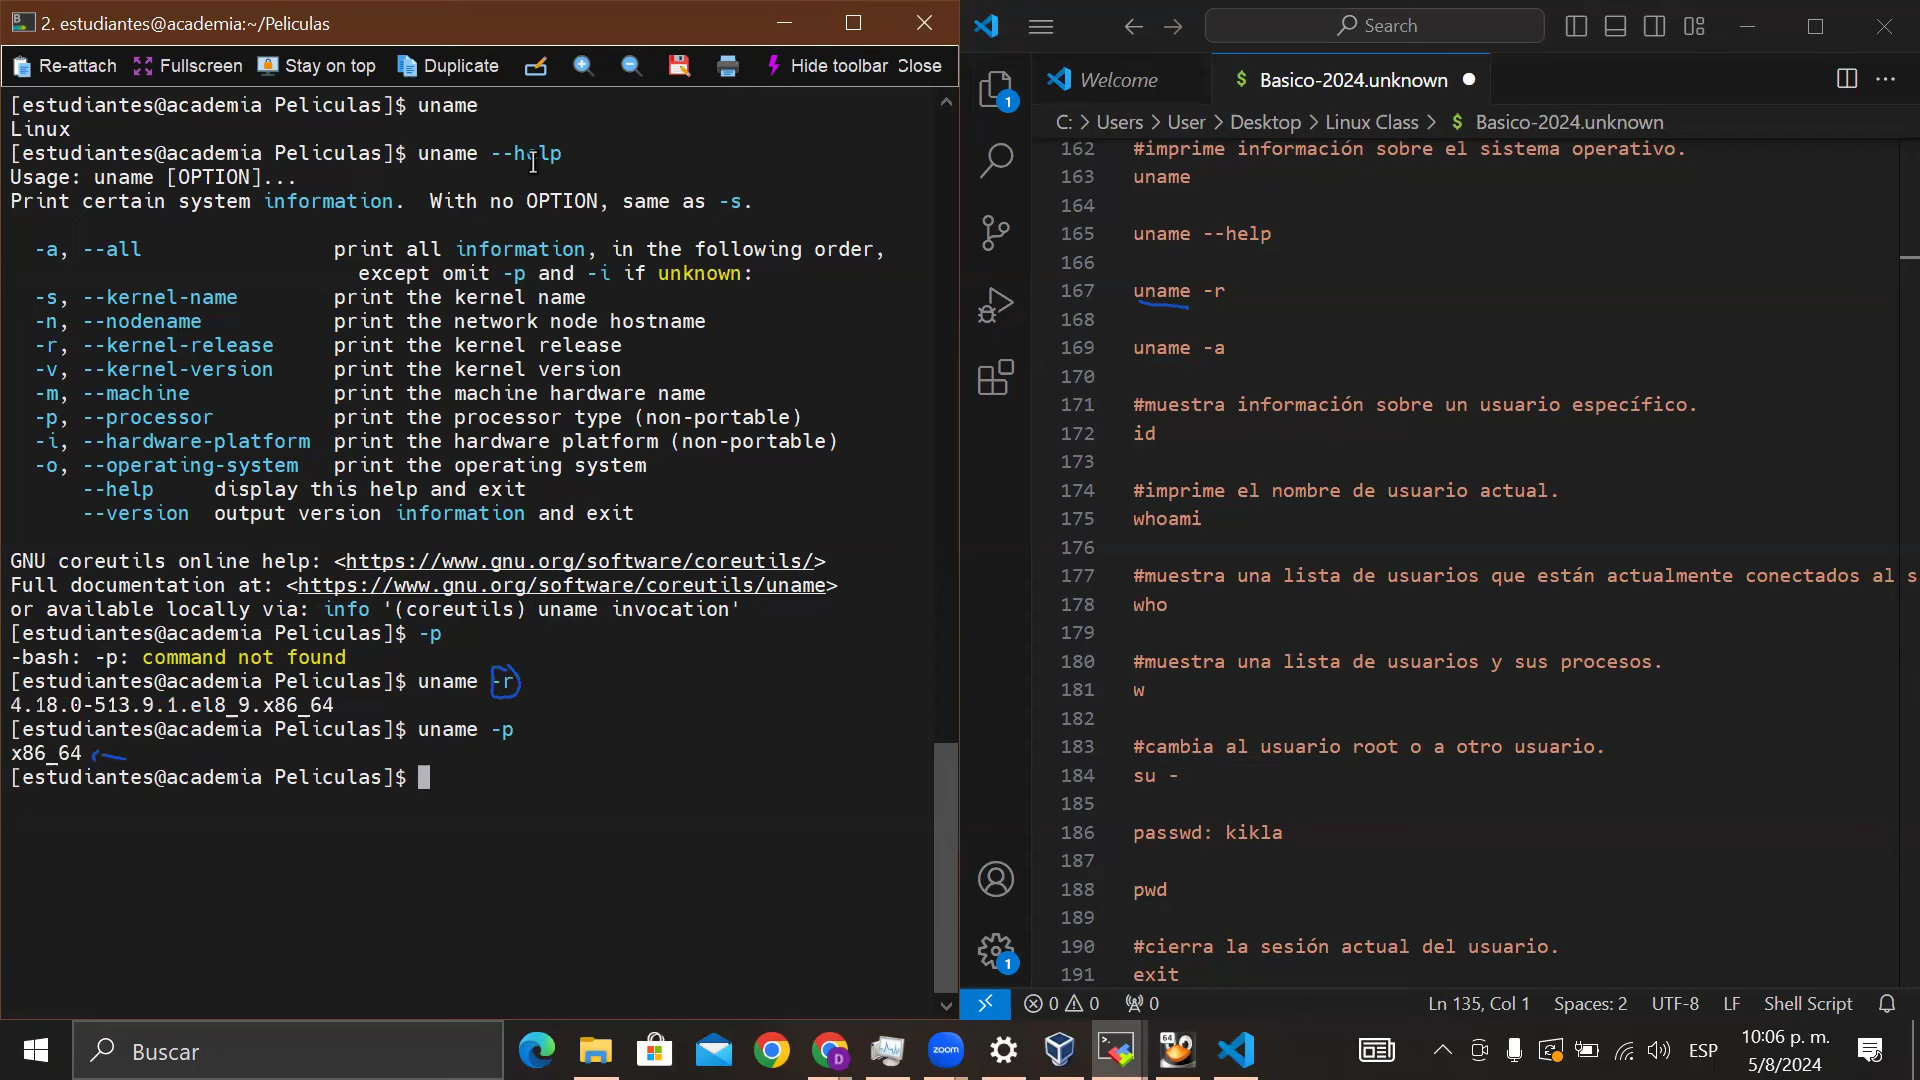 2. estudiantes@academia:~/Peliculas
Re-attach Fullscreen Stay on top Duplicate Hide toolbar Close
[estudiantes@academia Peliculas]$ uname
Linux
[estudiantes@academia Peliculas]$ uname --help
Usage: uname [OPTION]...
Print certain system information.  With no OPTION, same as -s.
-a, --all print all information, in the following order,
except omit -p and -i if unknown:
-s, --kernel-name print the kernel name
-n, --nodename print the network node hostname
-r, --kernel-release print the kernel release
-v, --kernel-version print the kernel version
-m, --machine print the machine hardware name
-p, --processor print the processor type (non-portable)
-i, --hardware-platform print the hardware platform (non-portable)
-o, --operating-system print the operating system
--help display this help and exit
--version output version information and exit
GNU coreutils online help: <https://www.gnu.org/software/coreutils/>
Full documentation at: <https://www.gnu.org/software/coreutils/uname>
or available locally via: info '(coreutils) uname invocation'
[estudiantes@academia Peliculas]$ -p
-bash: -p: command not found
[estudiantes@academia Peliculas]$ uname -r
4.18.0-513.9.1.el8_9.x86_64
[estudiantes@academia Peliculas]$ uname -p
x86_64
[estudiantes@academia Peliculas]$
Search
Welcome $ Basico-2024.unknown
C: > Users > User > Desktop > Linux Class > $ Basico-2024.unknown
162 #imprime información sobre el sistema operativo.
163 uname
164
165 uname --help
166
167 uname -r
168
169 uname -a
170
171 #muestra información sobre un usuario específico.
172 id
173
174 #imprime el nombre de usuario actual.
175 whoami
176
177 #muestra una lista de usuarios que están actualmente conectados al s
178 who
179
180 #muestra una lista de usuarios y sus procesos.
181 w
182
183 #cambia al usuario root o a otro usuario.
184 su -
185
186 passwd: kikla
187
188 pwd
189
190 #cierra la sesión actual del usuario.
191 exit
1
1
0 0 0 Ln 135, Col 1 Spaces: 2 UTF-8 LF Shell Script
Buscar
D
zoom
64
ESP
10:06 p. m.
5/8/2024